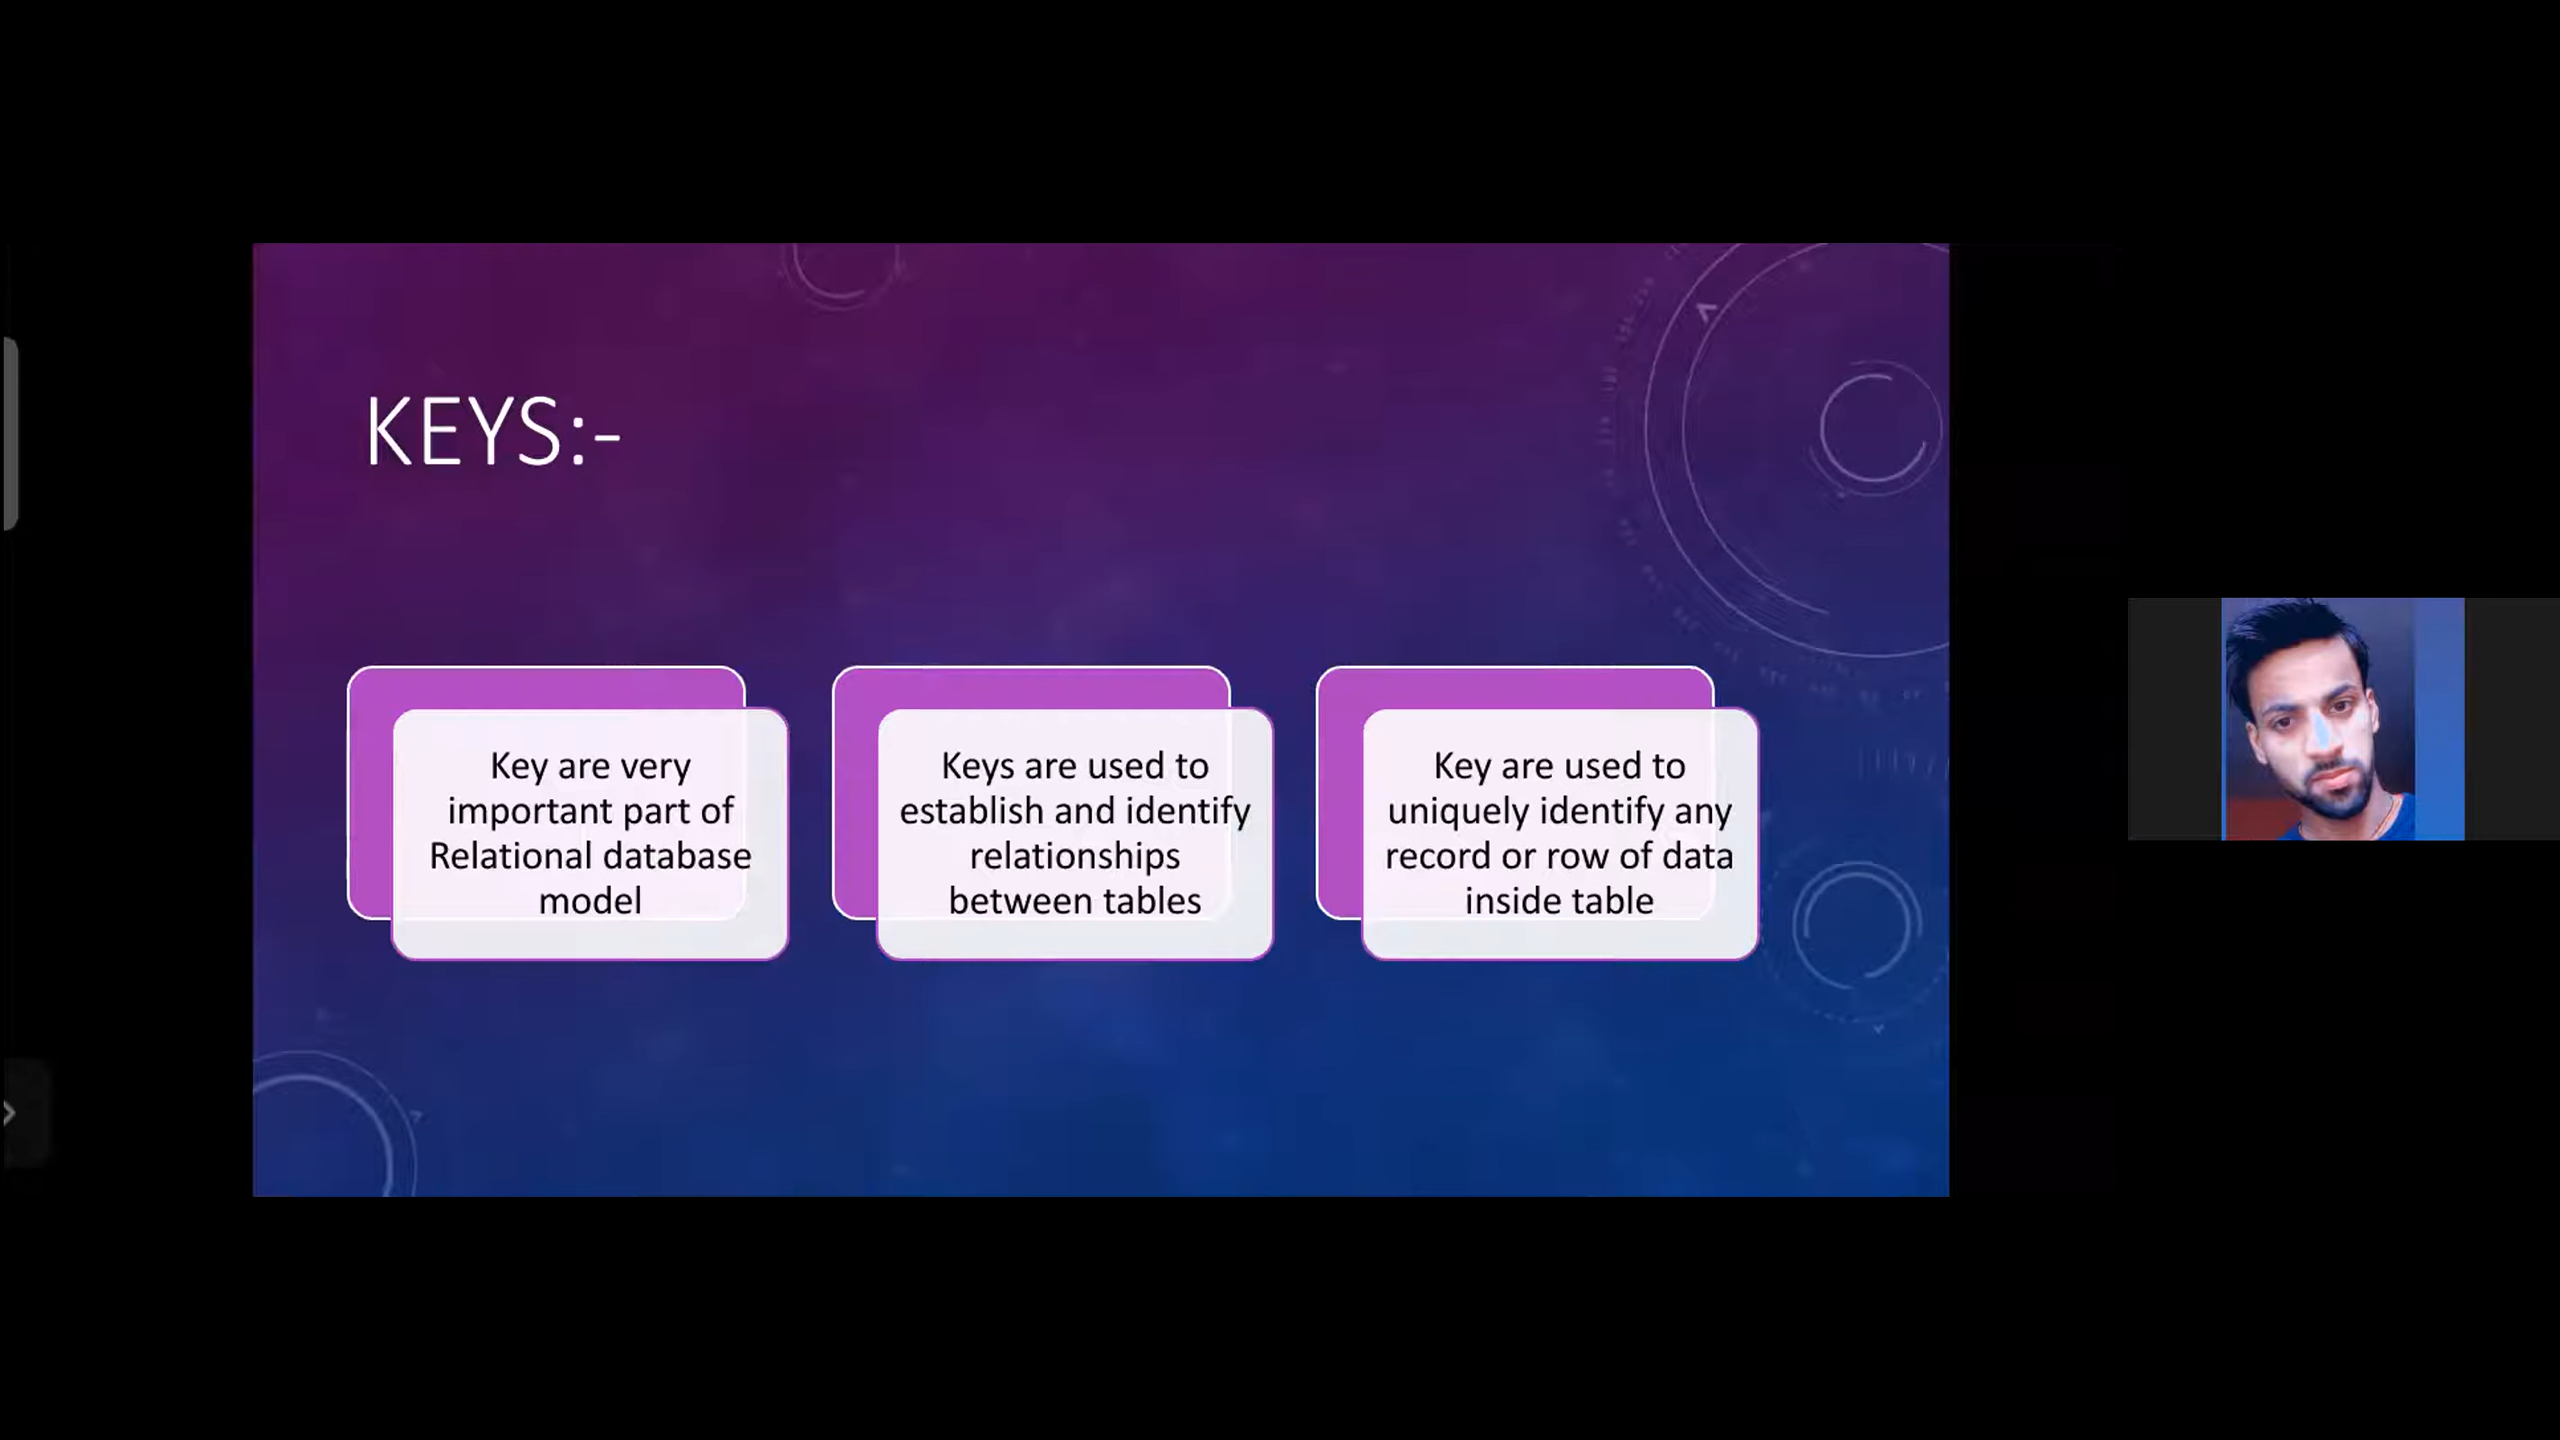 KEYS:-
Key are very
important part of
Relational database
model
Keys are used to
establish and identify
relationships
between tables
Key are used to
uniquely identify any
record or row of data
inside table